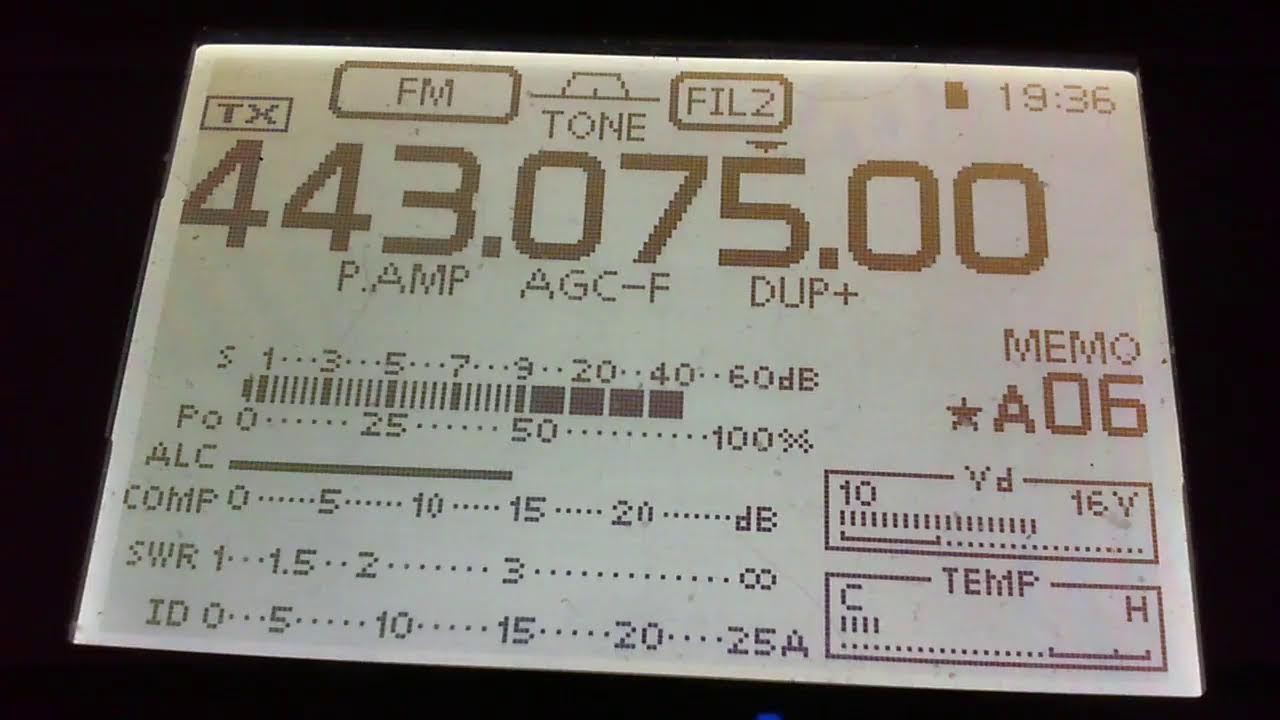 FM FIL2 19:36
TX TONE
443.075.00
P.AMP AGC-F DUP+
MEMO
★A06
S 1···3···5···7···9··20··40··60dB
Po 0······25······50·········100%
ALC
COMP 0······5······10······15······20·······dB
SWR 1···1.5··2·······3············∞
ID 0···5·····10·····15·····20····25A
Vd
10 16V
TEMP
C H